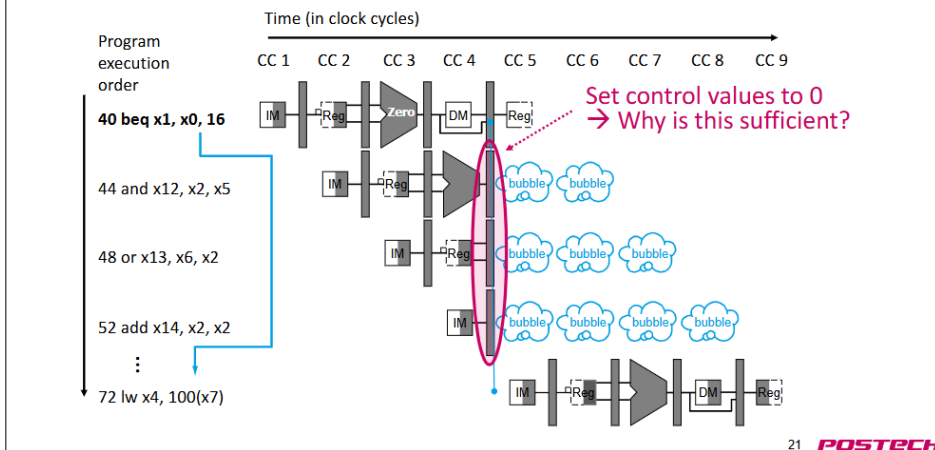 Time (in clock cycles)
Program
execution
order
CC 1 CC 2 CC 3 CC 4 CC 5 CC 6 CC 7 CC 8 CC 9
Set control values to 0
→ Why is this sufficient?
40 beq x1, x0, 16
IM Reg Zero DM Reg
44 and x12, x2, x5
IM Reg bubble bubble
48 or x13, x6, x2
IM Reg bubble bubble bubble
52 add x14, x2, x2
IM bubble bubble bubble bubble
⋮
72 lw x4, 100(x7)
IM Reg DM Reg
21 POSTECH